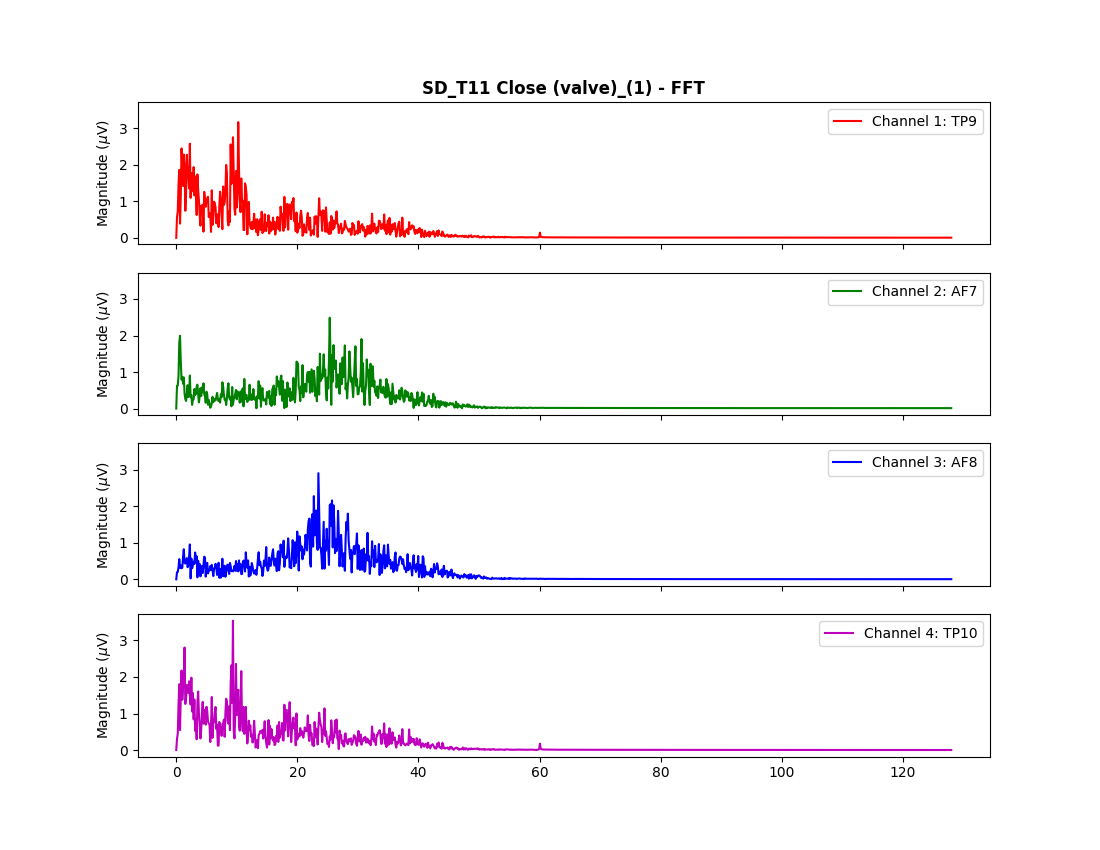 SD_T11 Close (valve)_(1) - FFT
Magnitude (μV)
3
2
1
0
Channel 1: TP9
Magnitude (μV)
3
2
1
0
Channel 2: AF7
Magnitude (μV)
3
2
1
0
Channel 3: AF8
Magnitude (μV)
3
2
1
0
Channel 4: TP10
0 20 40 60 80 100 120